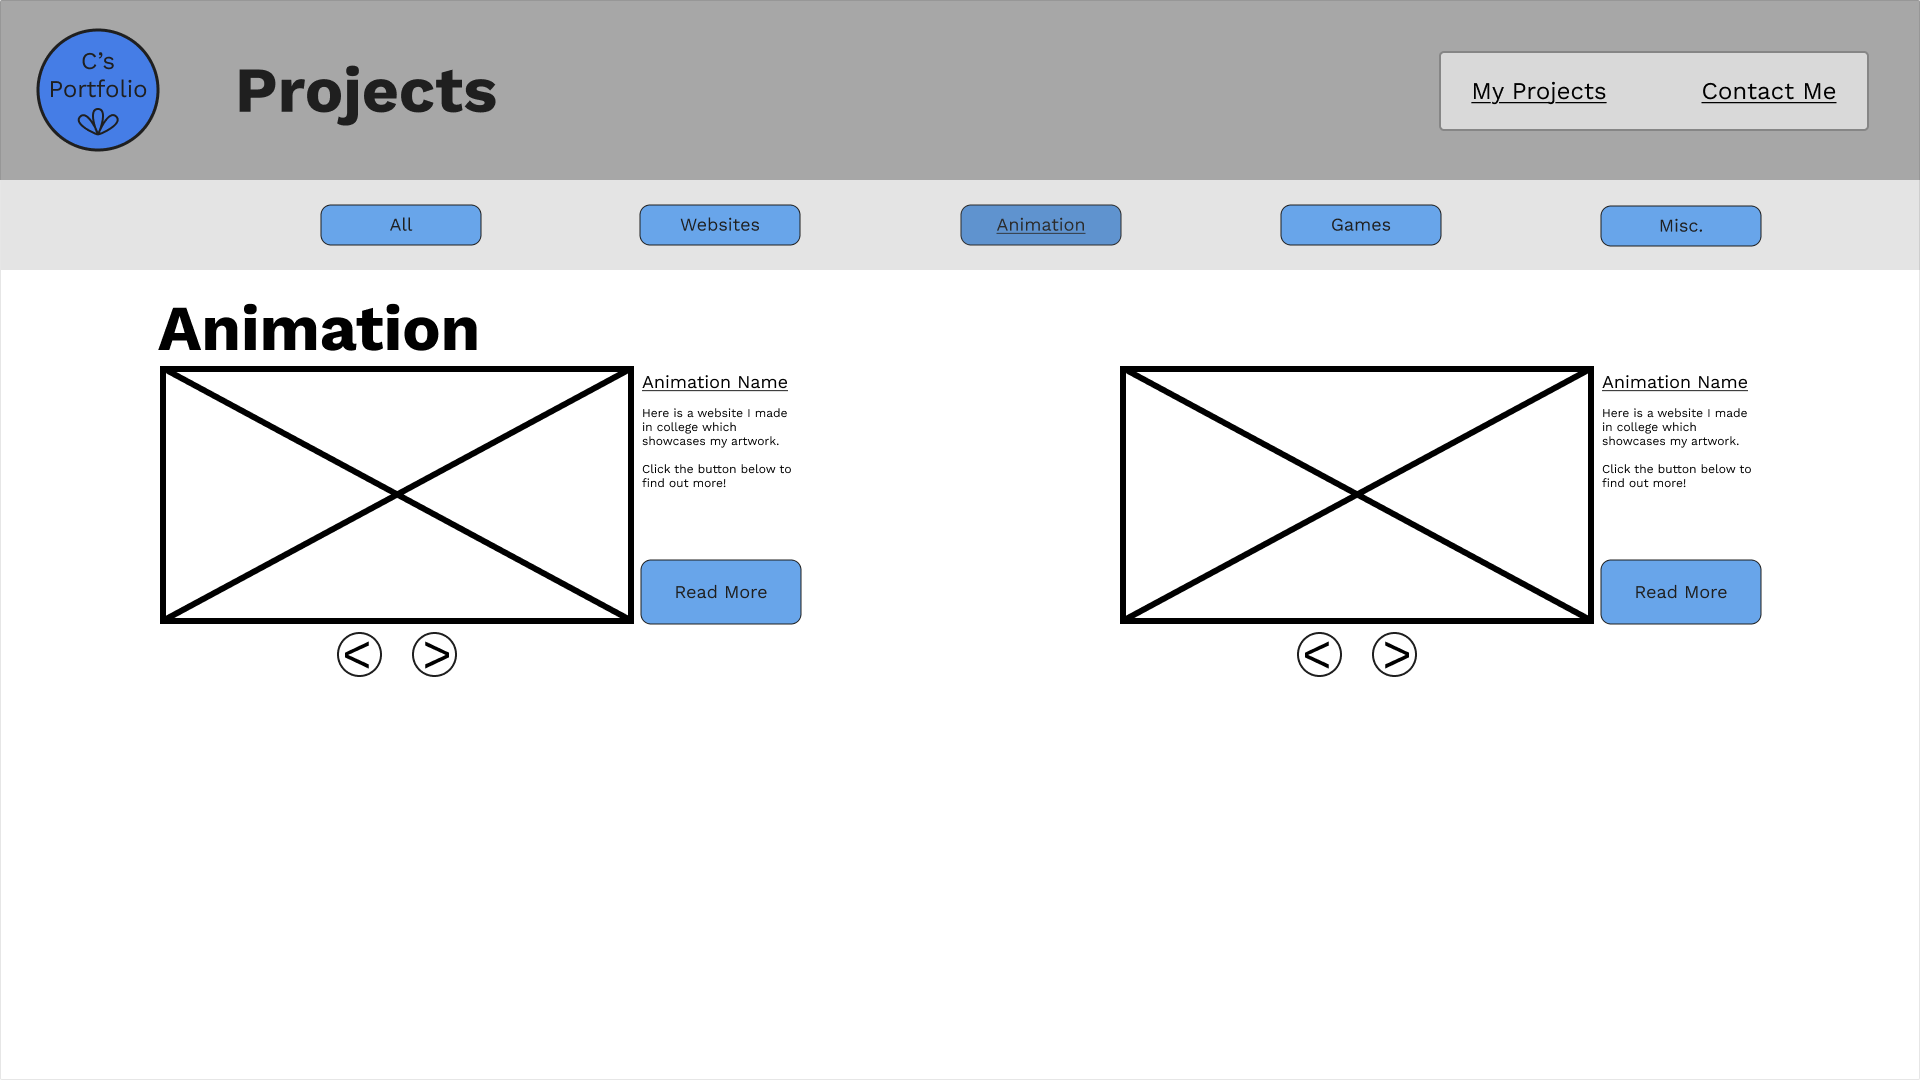 C's
Portfolio
Projects
My Projects
Contact Me
All
Websites
Animation
Games
Misc.
Animation
Animation Name
Here is a website I made
in college which
showcases my artwork.
Click the button below to
find out more!
Read More
< >
Animation Name
Here is a website I made
in college which
showcases my artwork.
Click the button below to
find out more!
Read More
< >